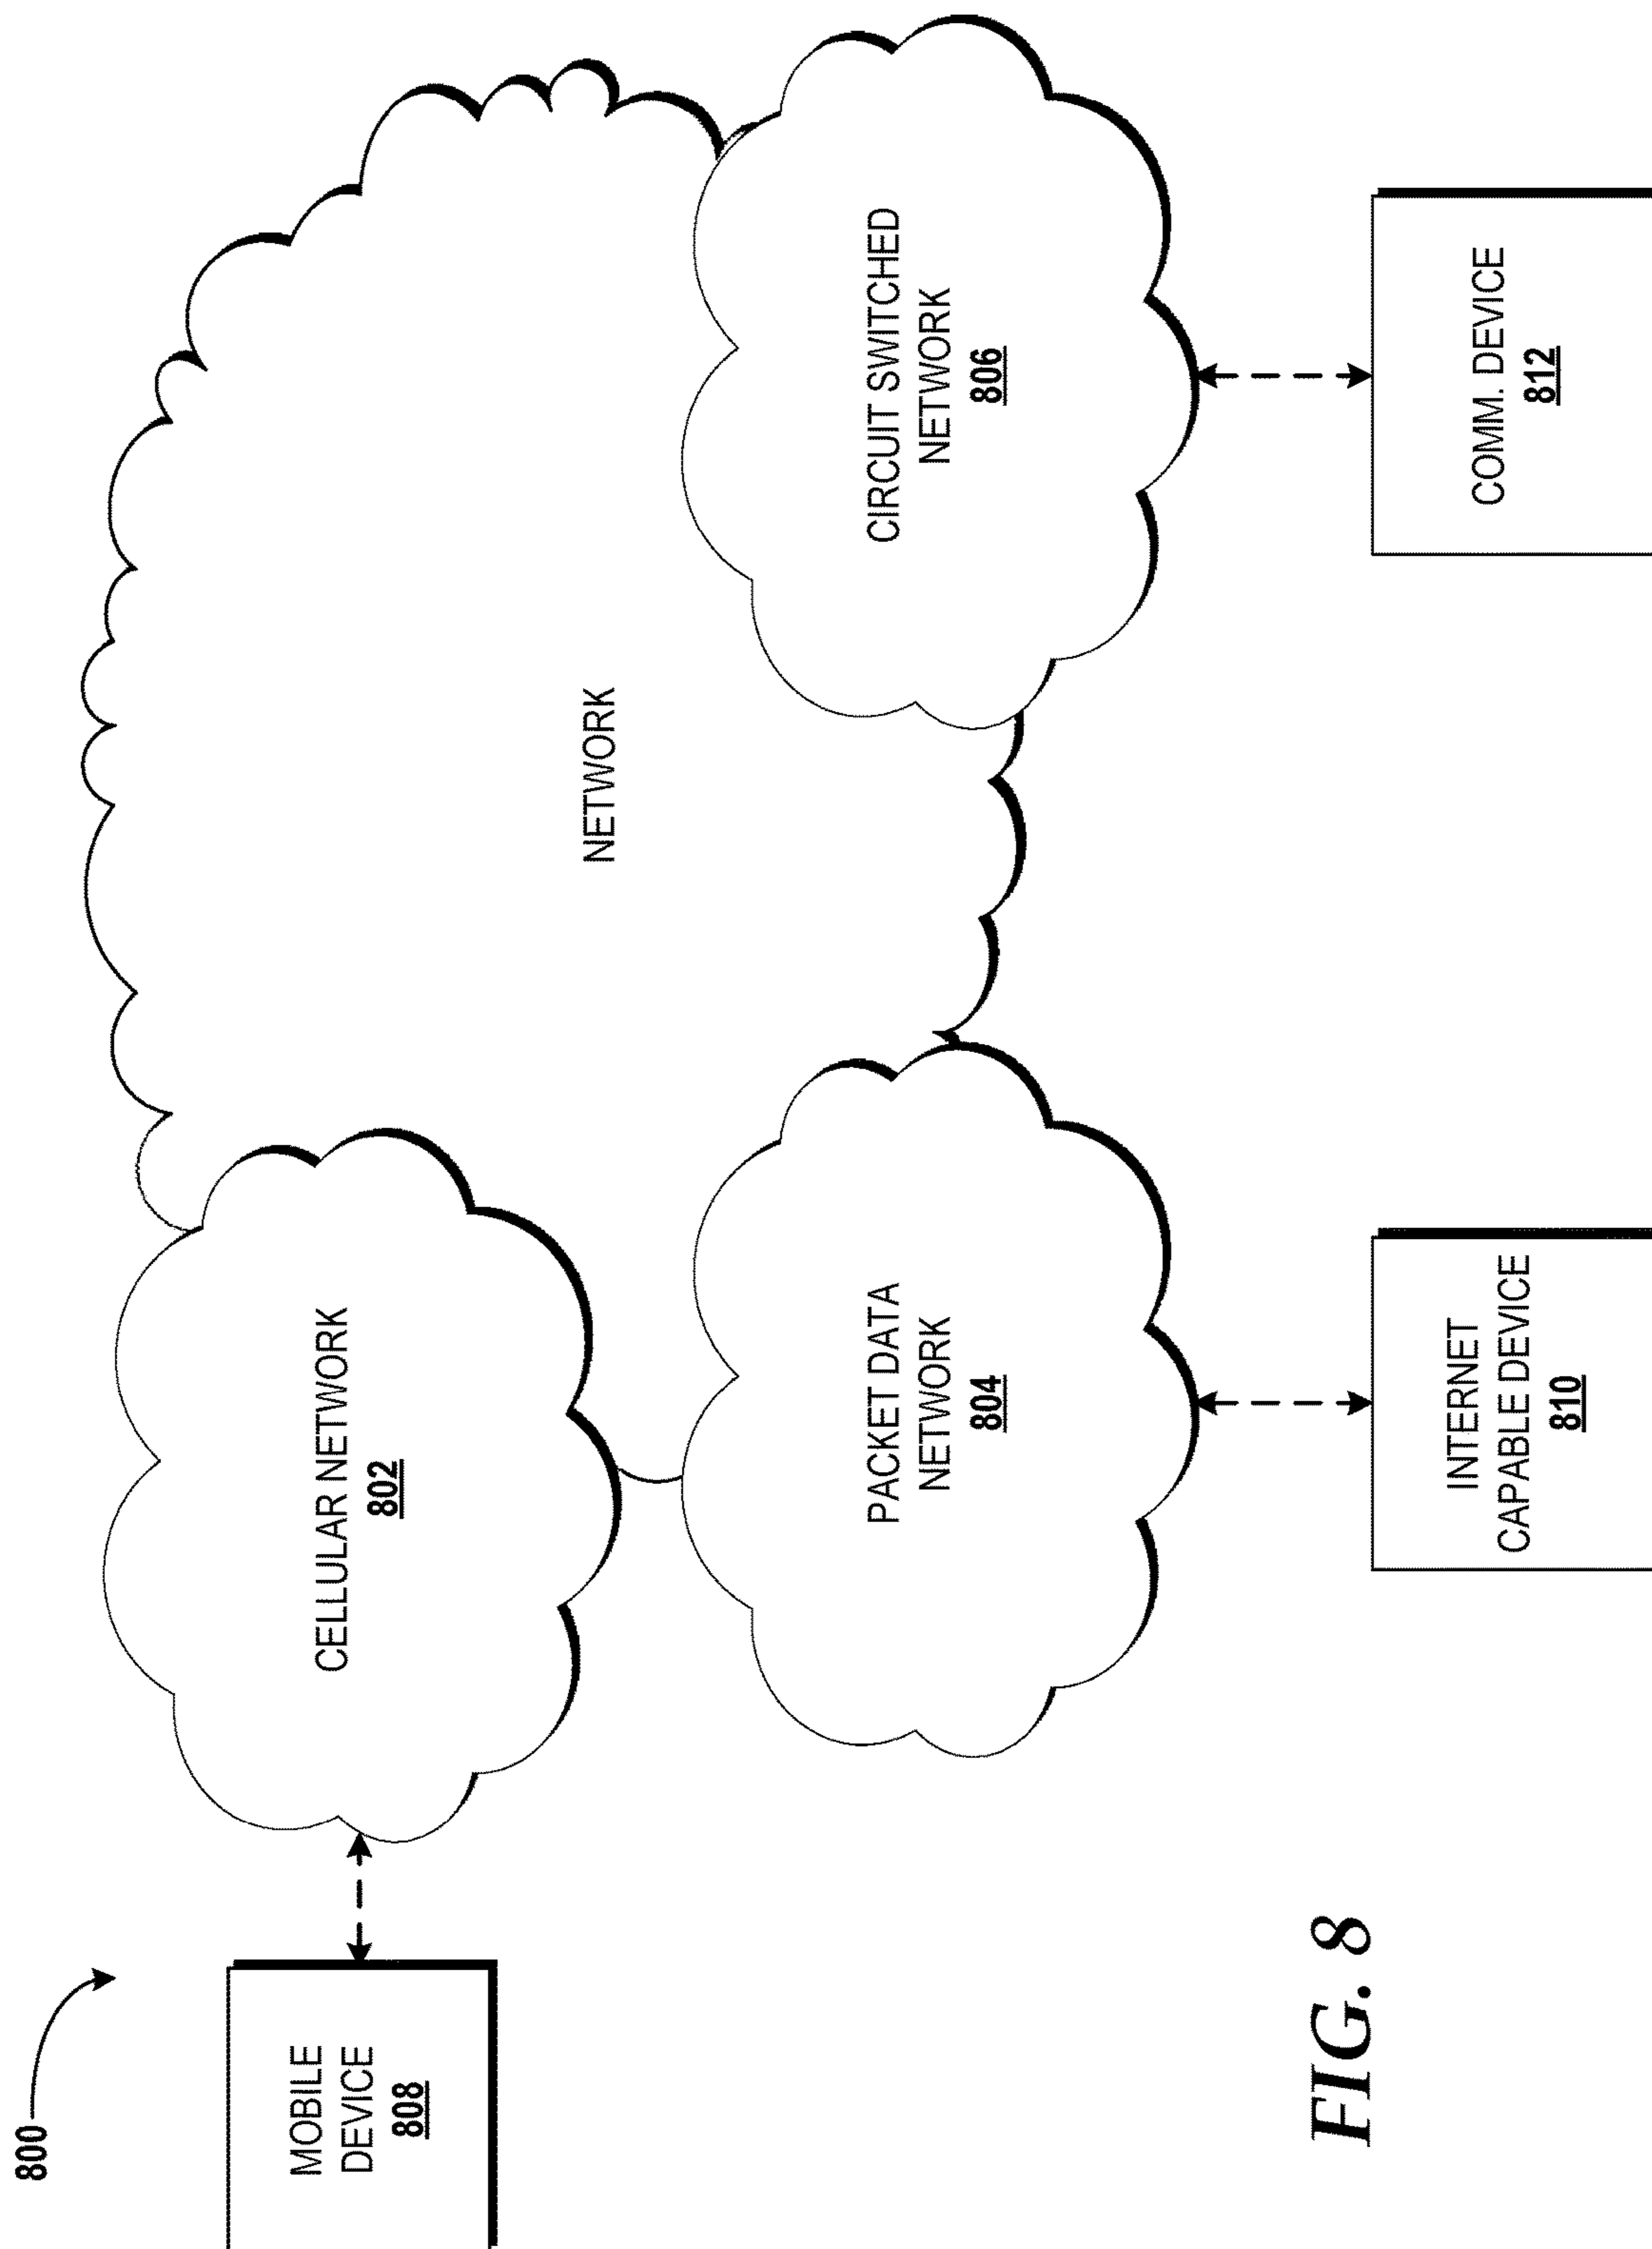 800
MOBILE
DEVICE
808
CELLULAR NETWORK
802
NETWORK
PACKET DATA
NETWORK
804
CIRCUIT SWITCHED
NETWORK
806
INTERNET
CAPABLE DEVICE
810
COMM. DEVICE
812
FIG. 8